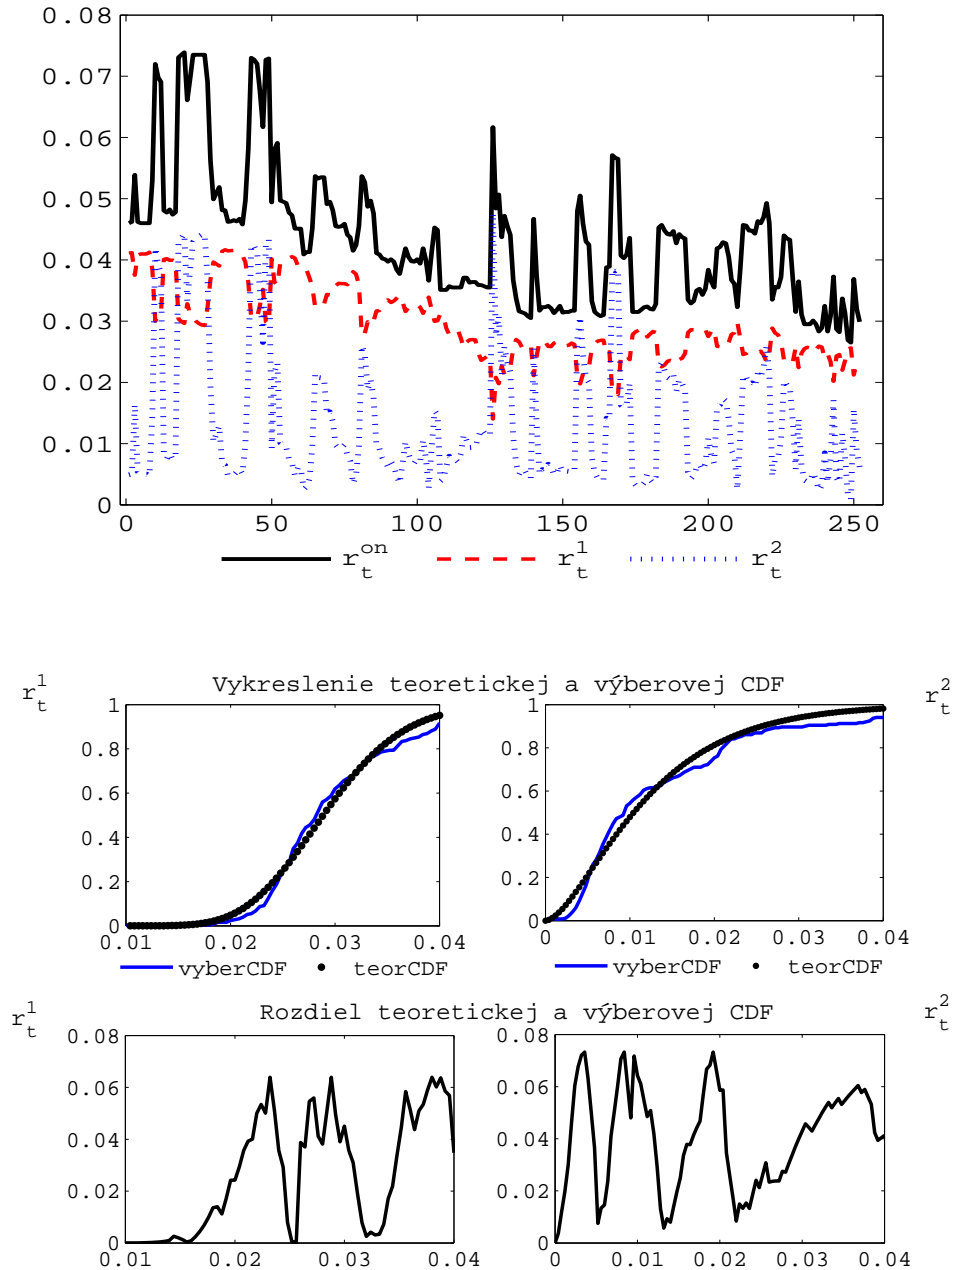 0.08
0.07
0.06
0.05
0.04
0.03
0.02
0.01
0
0 50 100 150 200 250
r_t^on r_t^1 r_t^2
r_t^1 Vykreslenie teoretickej a výberovej CDF r_t^2
1 1
0.8 0.8
0.6 0.6
0.4 0.4
0.2 0.2
0 0
0.01 0.02 0.03 0.04 0 0.01 0.02 0.03 0.04
vyberCDF teorCDF vyberCDF teorCDF
r_t^1 Rozdiel teoretickej a výberovej CDF r_t^2
0.08 0.08
0.06 0.06
0.04 0.04
0.02 0.02
0 0
0.01 0.02 0.03 0.04 0 0.01 0.02 0.03 0.04